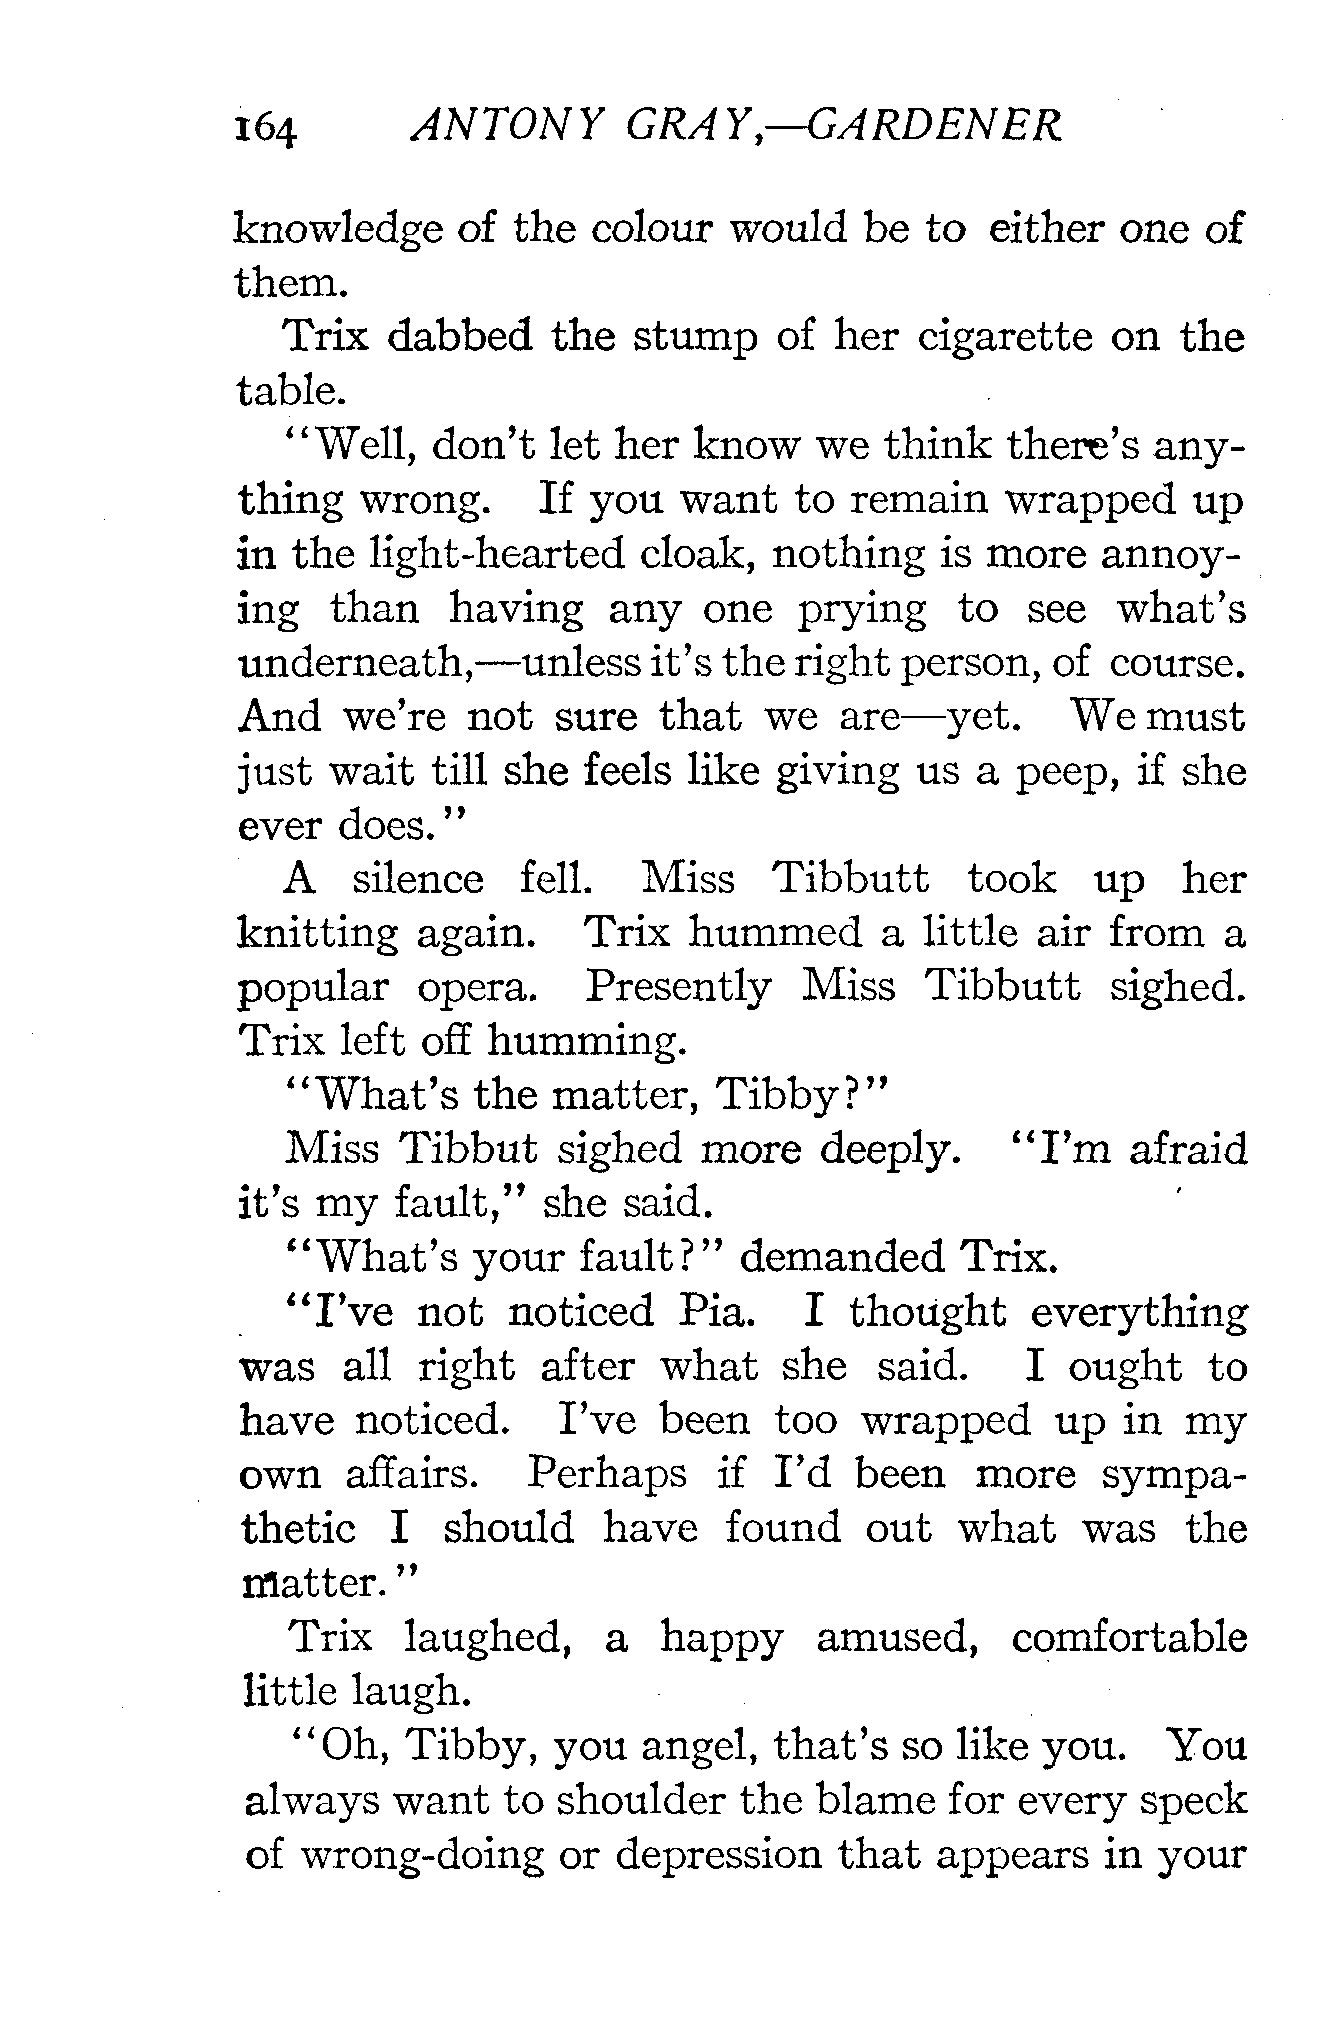 164 ANTONY GRAY,—GARDENER
knowledge of the colour would be to either one of
them.
Trix dabbed the stump of her cigarette on the
table.
"Well, don't let her know we think there's any-
thing wrong. If you want to remain wrapped up
in the light-hearted cloak, nothing is more annoy-
ing than having any one prying to see what's
underneath,—unless it's the right person, of course.
And we're not sure that we are—yet. We must
just wait till she feels like giving us a peep, if she
ever does."
A silence fell. Miss Tibbutt took up her
knitting again. Trix hummed a little air from a
popular opera. Presently Miss Tibbutt sighed.
Trix left off humming.
"What's the matter, Tibby?"
Miss Tibbut sighed more deeply. "I'm afraid
it's my fault," she said.
"What's your fault?" demanded Trix.
"I've not noticed Pia. I thought everything
was all right after what she said. I ought to
have noticed. I've been too wrapped up in my
own affairs. Perhaps if I'd been more sympa-
thetic I should have found out what was the
matter."
Trix laughed, a happy amused, comfortable
little laugh.
"Oh, Tibby, you angel, that's so like you. You
always want to shoulder the blame for every speck
of wrong-doing or depression that appears in your